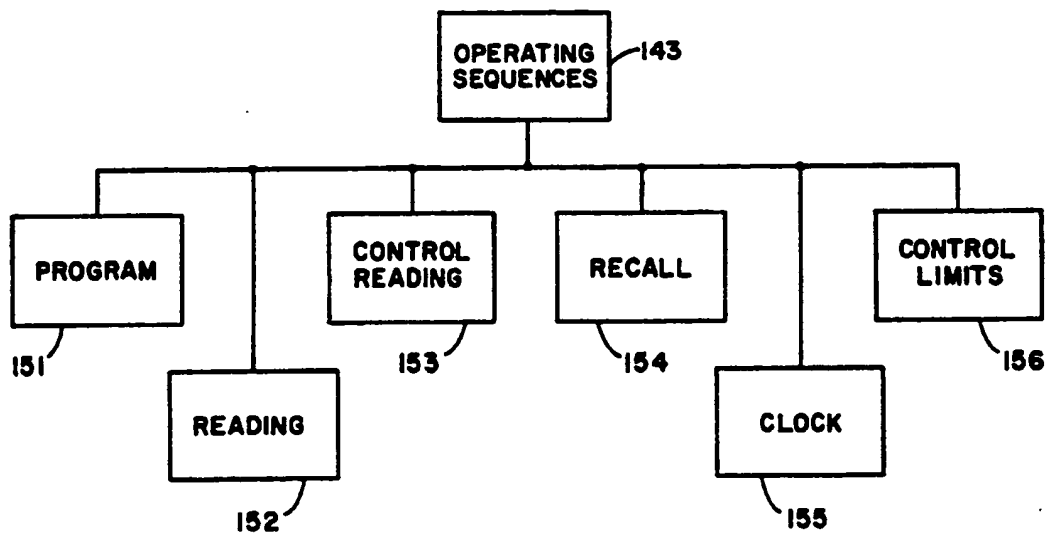 OPERATING
SEQUENCES
143
PROGRAM
151
READING
152
CONTROL
READING
153
RECALL
154
CLOCK
155
CONTROL
LIMITS
156